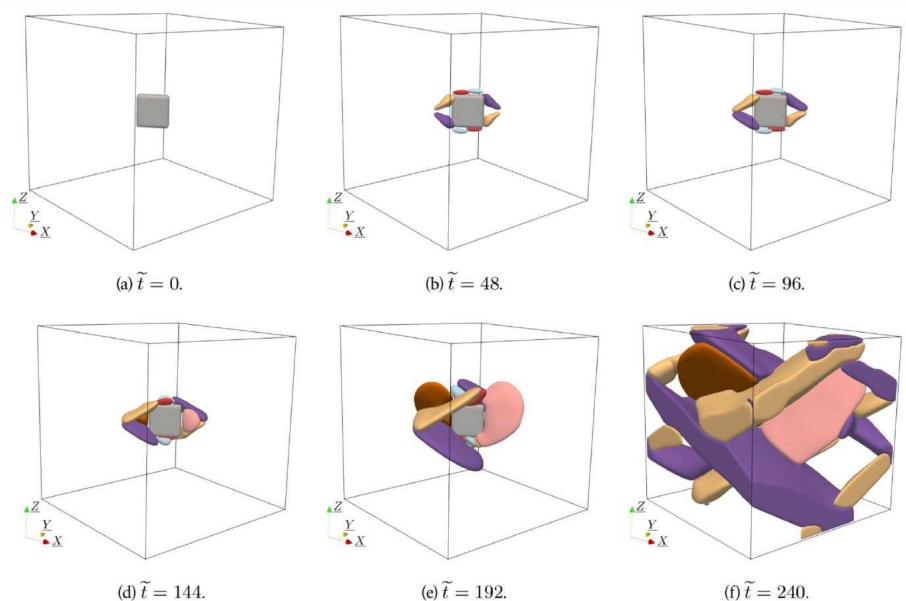 Z
Y
X
Z
Y
X
Z
Y
X
(a) t̃ = 0.
(b) t̃ = 48.
(c) t̃ = 96.
Z
Y
X
Z
Y
X
Z
Y
X
(d) t̃ = 144.
(e) t̃ = 192.
(f) t̃ = 240.